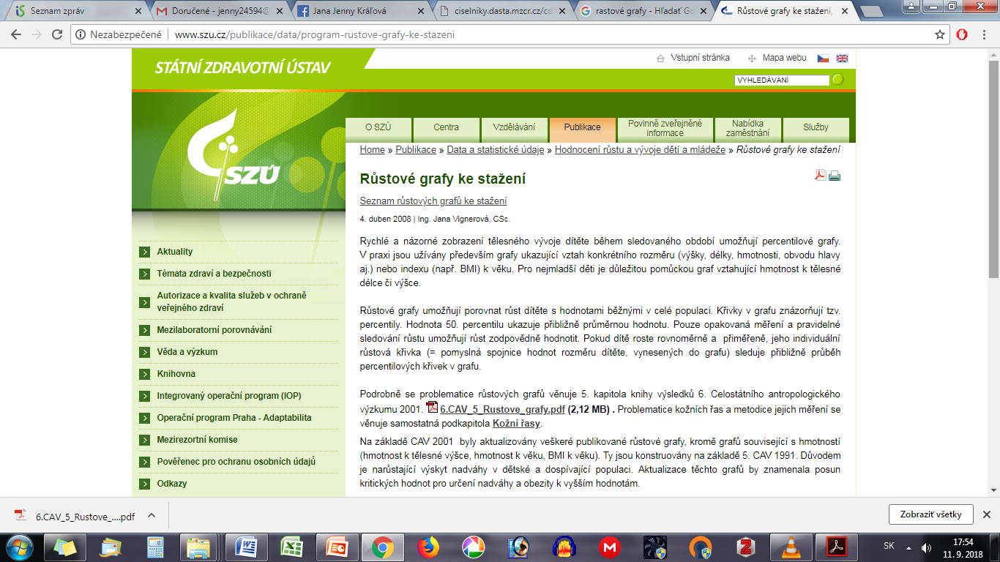 Seznam zpráv
Doručené - jenny24594@
Jana Jenny Kráľová
ciselniky.dasta.mzcr.cz/cd
rastové grafy - Hľadať Go
Růstové grafy ke stažení,
Nezabezpečené
www.szu.cz/publikace/data/program-rustove-grafy-ke-stazeni
STÁTNÍ ZDRAVOTNÍ ÚSTAV
Vstupní stránka
Mapa webu
VYHLEDÁVÁNÍ
SZÚ
O SZÚ
Centra
Vzdělávání
Publikace
Povinně zveřejněné
informace
Nabídka
zaměstnání
Služby
Home » Publikace » Data a statistické údaje » Hodnocení růstu a vývoje dětí a mládeže » Růstové grafy ke stažení
Aktuality
Témata zdraví a bezpečnosti
Autorizace a kvalita služeb v ochraně
veřejného zdraví
Mezilaboratorní porovnávání
Věda a výzkum
Knihovna
Integrovaný operační program (IOP)
Operační program Praha - Adaptabilita
Mezirezortní komise
Pověřenec pro ochranu osobních údajů
Odkazy
Růstové grafy ke stažení
Seznam růstových grafů ke stažení
4. duben 2008 | Ing. Jana Vignerová, CSc.
Rychlé a názorné zobrazení tělesného vývoje dítěte během sledovaného období umožňují percentilové grafy.
V praxi jsou užívány především grafy ukazující vztah konkrétního rozměru (výšky, délky, hmotnosti, obvodu hlavy
aj.) nebo indexu (např. BMI) k věku. Pro nejmladší děti je důležitou pomůckou graf vztahující hmotnost k tělesné
délce či výšce.
Růstové grafy umožňují porovnat růst dítěte s hodnotami běžnými v celé populaci. Křivky v grafu znázorňují tzv.
percentily. Hodnota 50. percentilu ukazuje přibližně průměrnou hodnotu. Pouze opakovaná měření a pravidelné
sledování růstu umožňují růst zodpovědně hodnotit. Pokud dítě roste rovnoměrně a přiměřeně, jeho individuální
růstová křivka (= pomyslná spojnice hodnot rozměru dítěte, vynesených do grafu) sleduje přibližně průběh
percentilových křivek v grafu.
Podrobně se problematice růstových grafů věnuje 5. kapitola knihy výsledků 6. Celostátního antropologického
výzkumu 2001. 6.CAV_5_Rustove_grafy.pdf (2,12 MB) . Problematice kožních řas a metodice jejich měření se
věnuje samostatná podkapitola Kožní řasy.
Na základě CAV 2001 byly aktualizovány veškeré publikované růstové grafy, kromě grafů související s hmotností
(hmotnost k tělesné výšce, hmotnost k věku, BMI k věku). Ty jsou konstruovány na základě 5. CAV 1991. Důvodem
je narůstající výskyt nadváhy v dětské a dospívající populaci. Aktualizace těchto grafů by znamenala posun
kritických hodnot pro určení nadváhy a obezity k vyšším hodnotám.
6.CAV_5_Rustove_....pdf
Zobraziť všetky
SK
17:54
11. 9. 2018